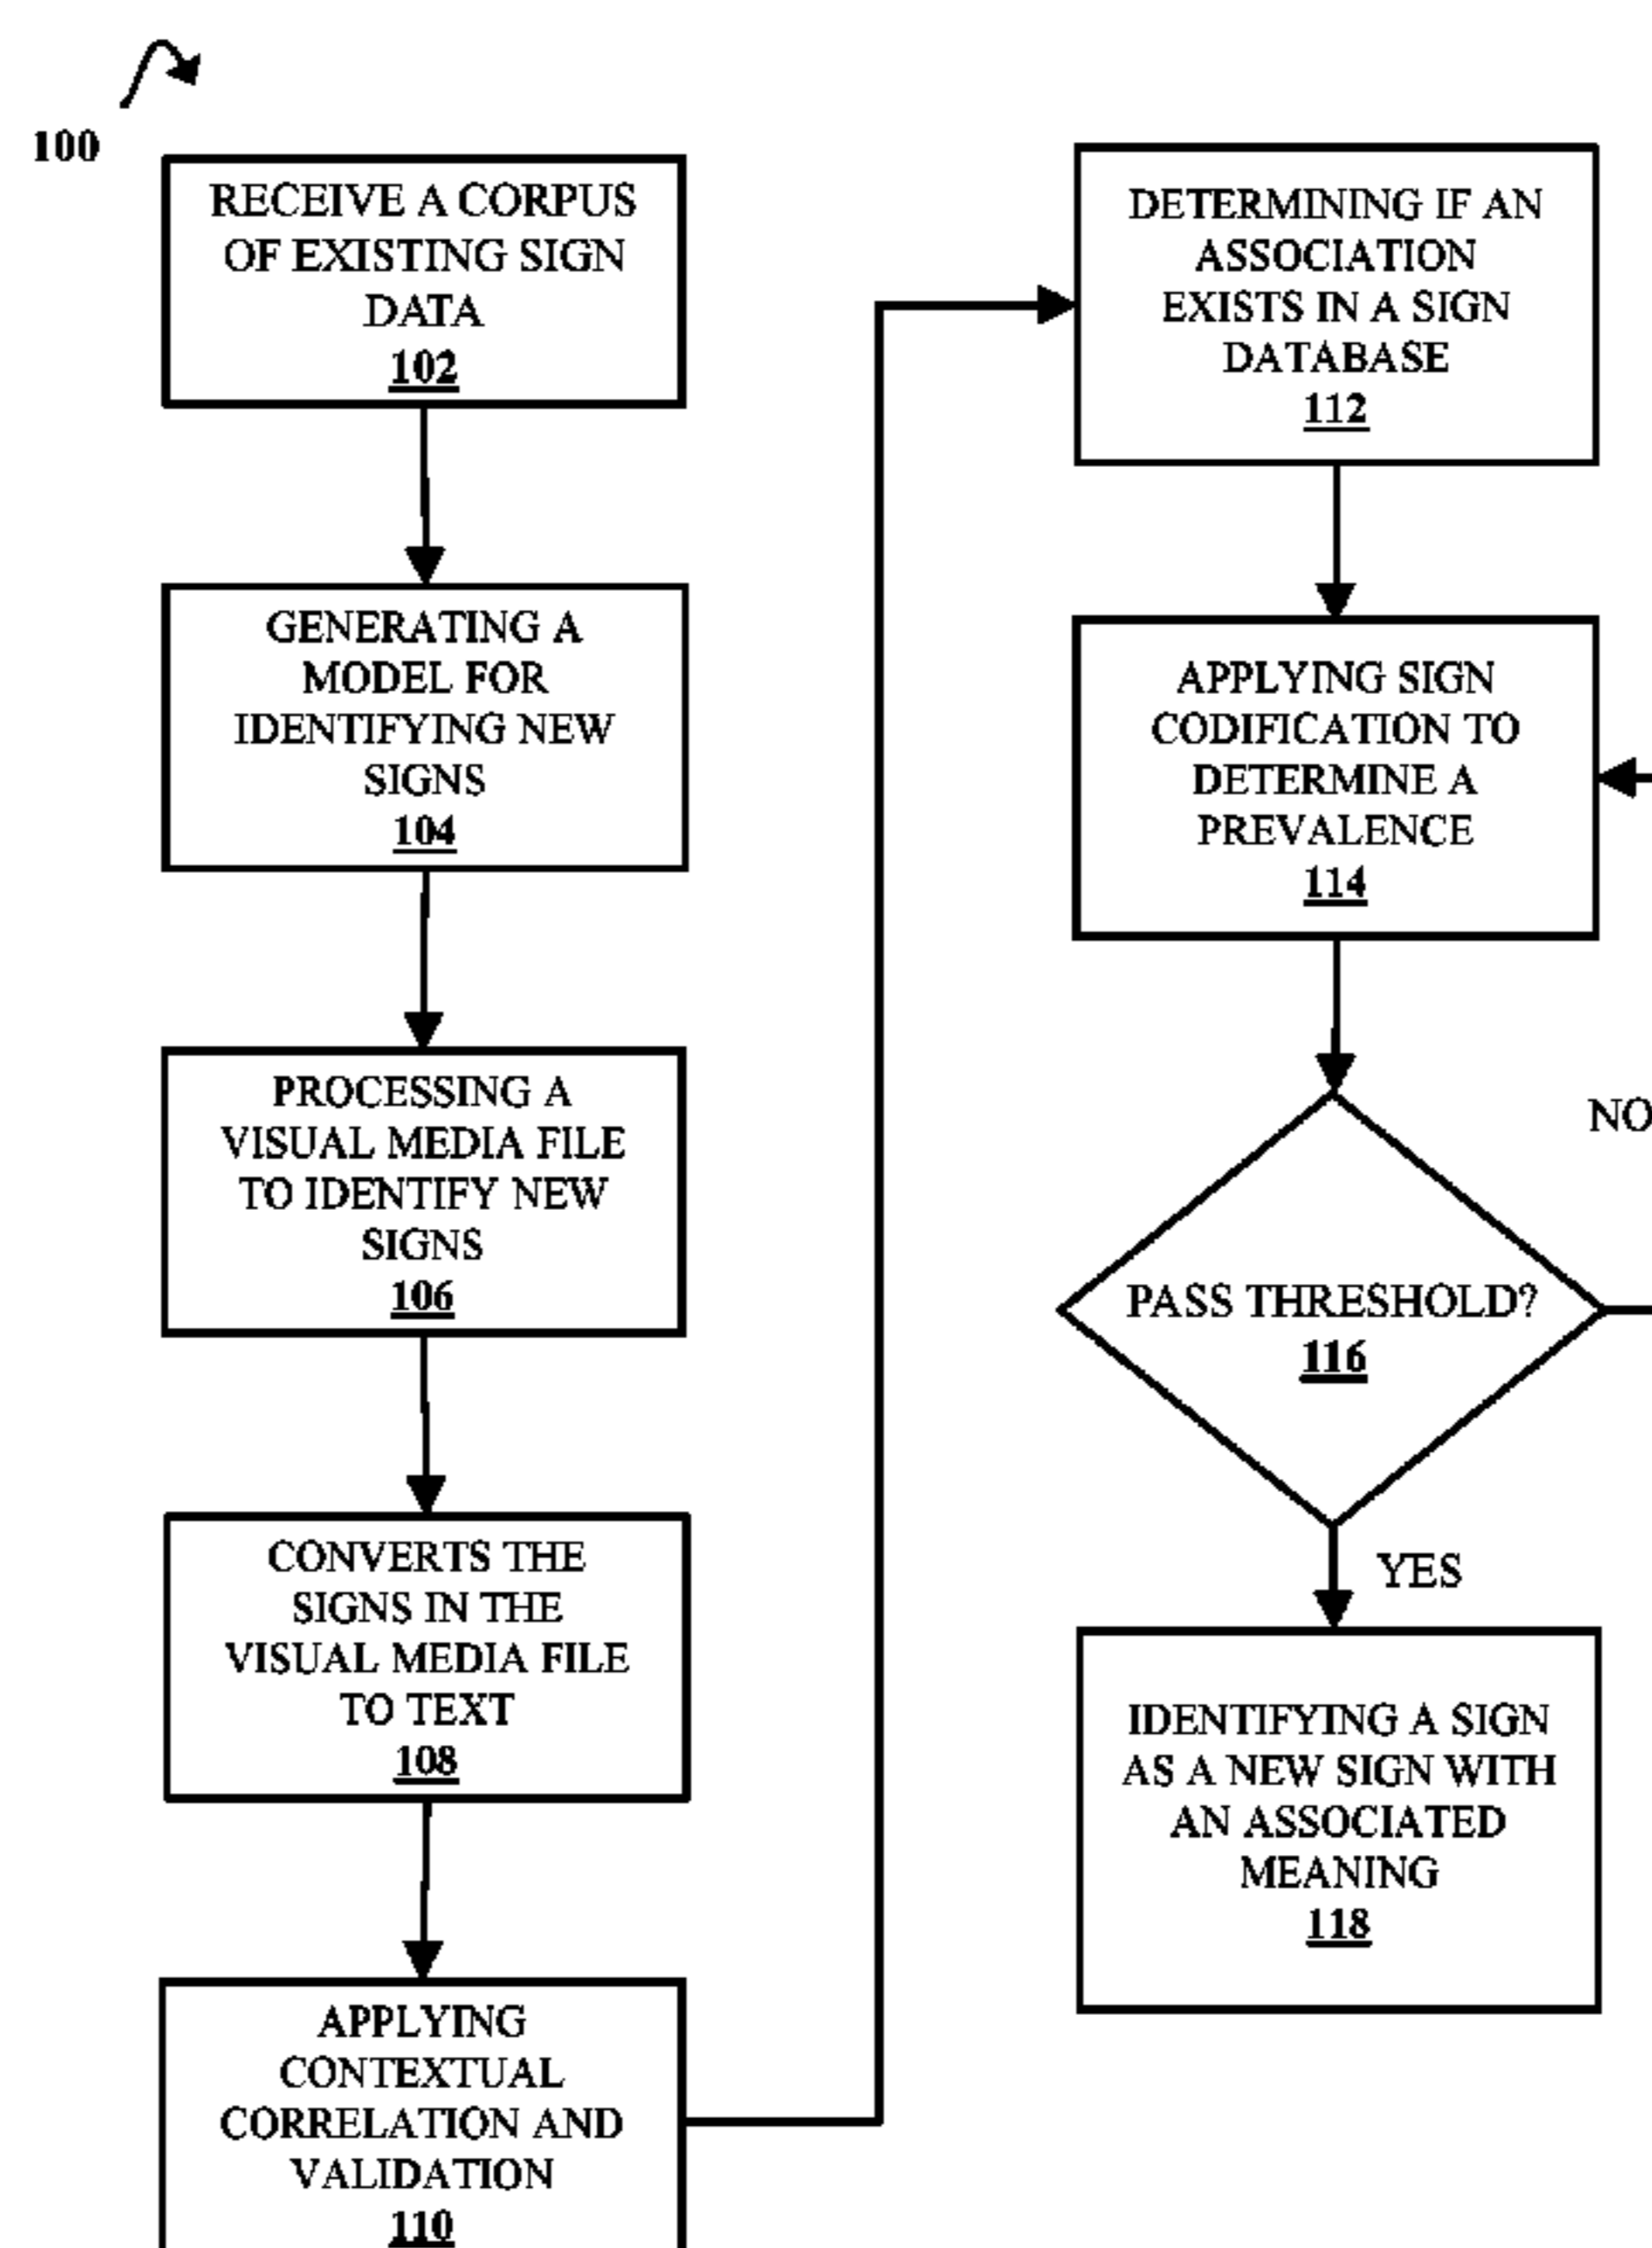 100
RECEIVE A CORPUS
OF EXISTING SIGN
DATA
102
GENERATING A
MODEL FOR
IDENTIFYING NEW
SIGNS
104
PROCESSING A
VISUAL MEDIA FILE
TO IDENTIFY NEW
SIGNS
106
CONVERTS THE
SIGNS IN THE
VISUAL MEDIA FILE
TO TEXT
108
APPLYING
CONTEXTUAL
CORRELATION AND
VALIDATION
110
DETERMINING IF AN
ASSOCIATION
EXISTS IN A SIGN
DATABASE
112
APPLYING SIGN
CODIFICATION TO
DETERMINE A
PREVALENCE
114
NO
PASS THRESHOLD?
116
YES
IDENTIFYING A SIGN
AS A NEW SIGN WITH
AN ASSOCIATED
MEANING
118